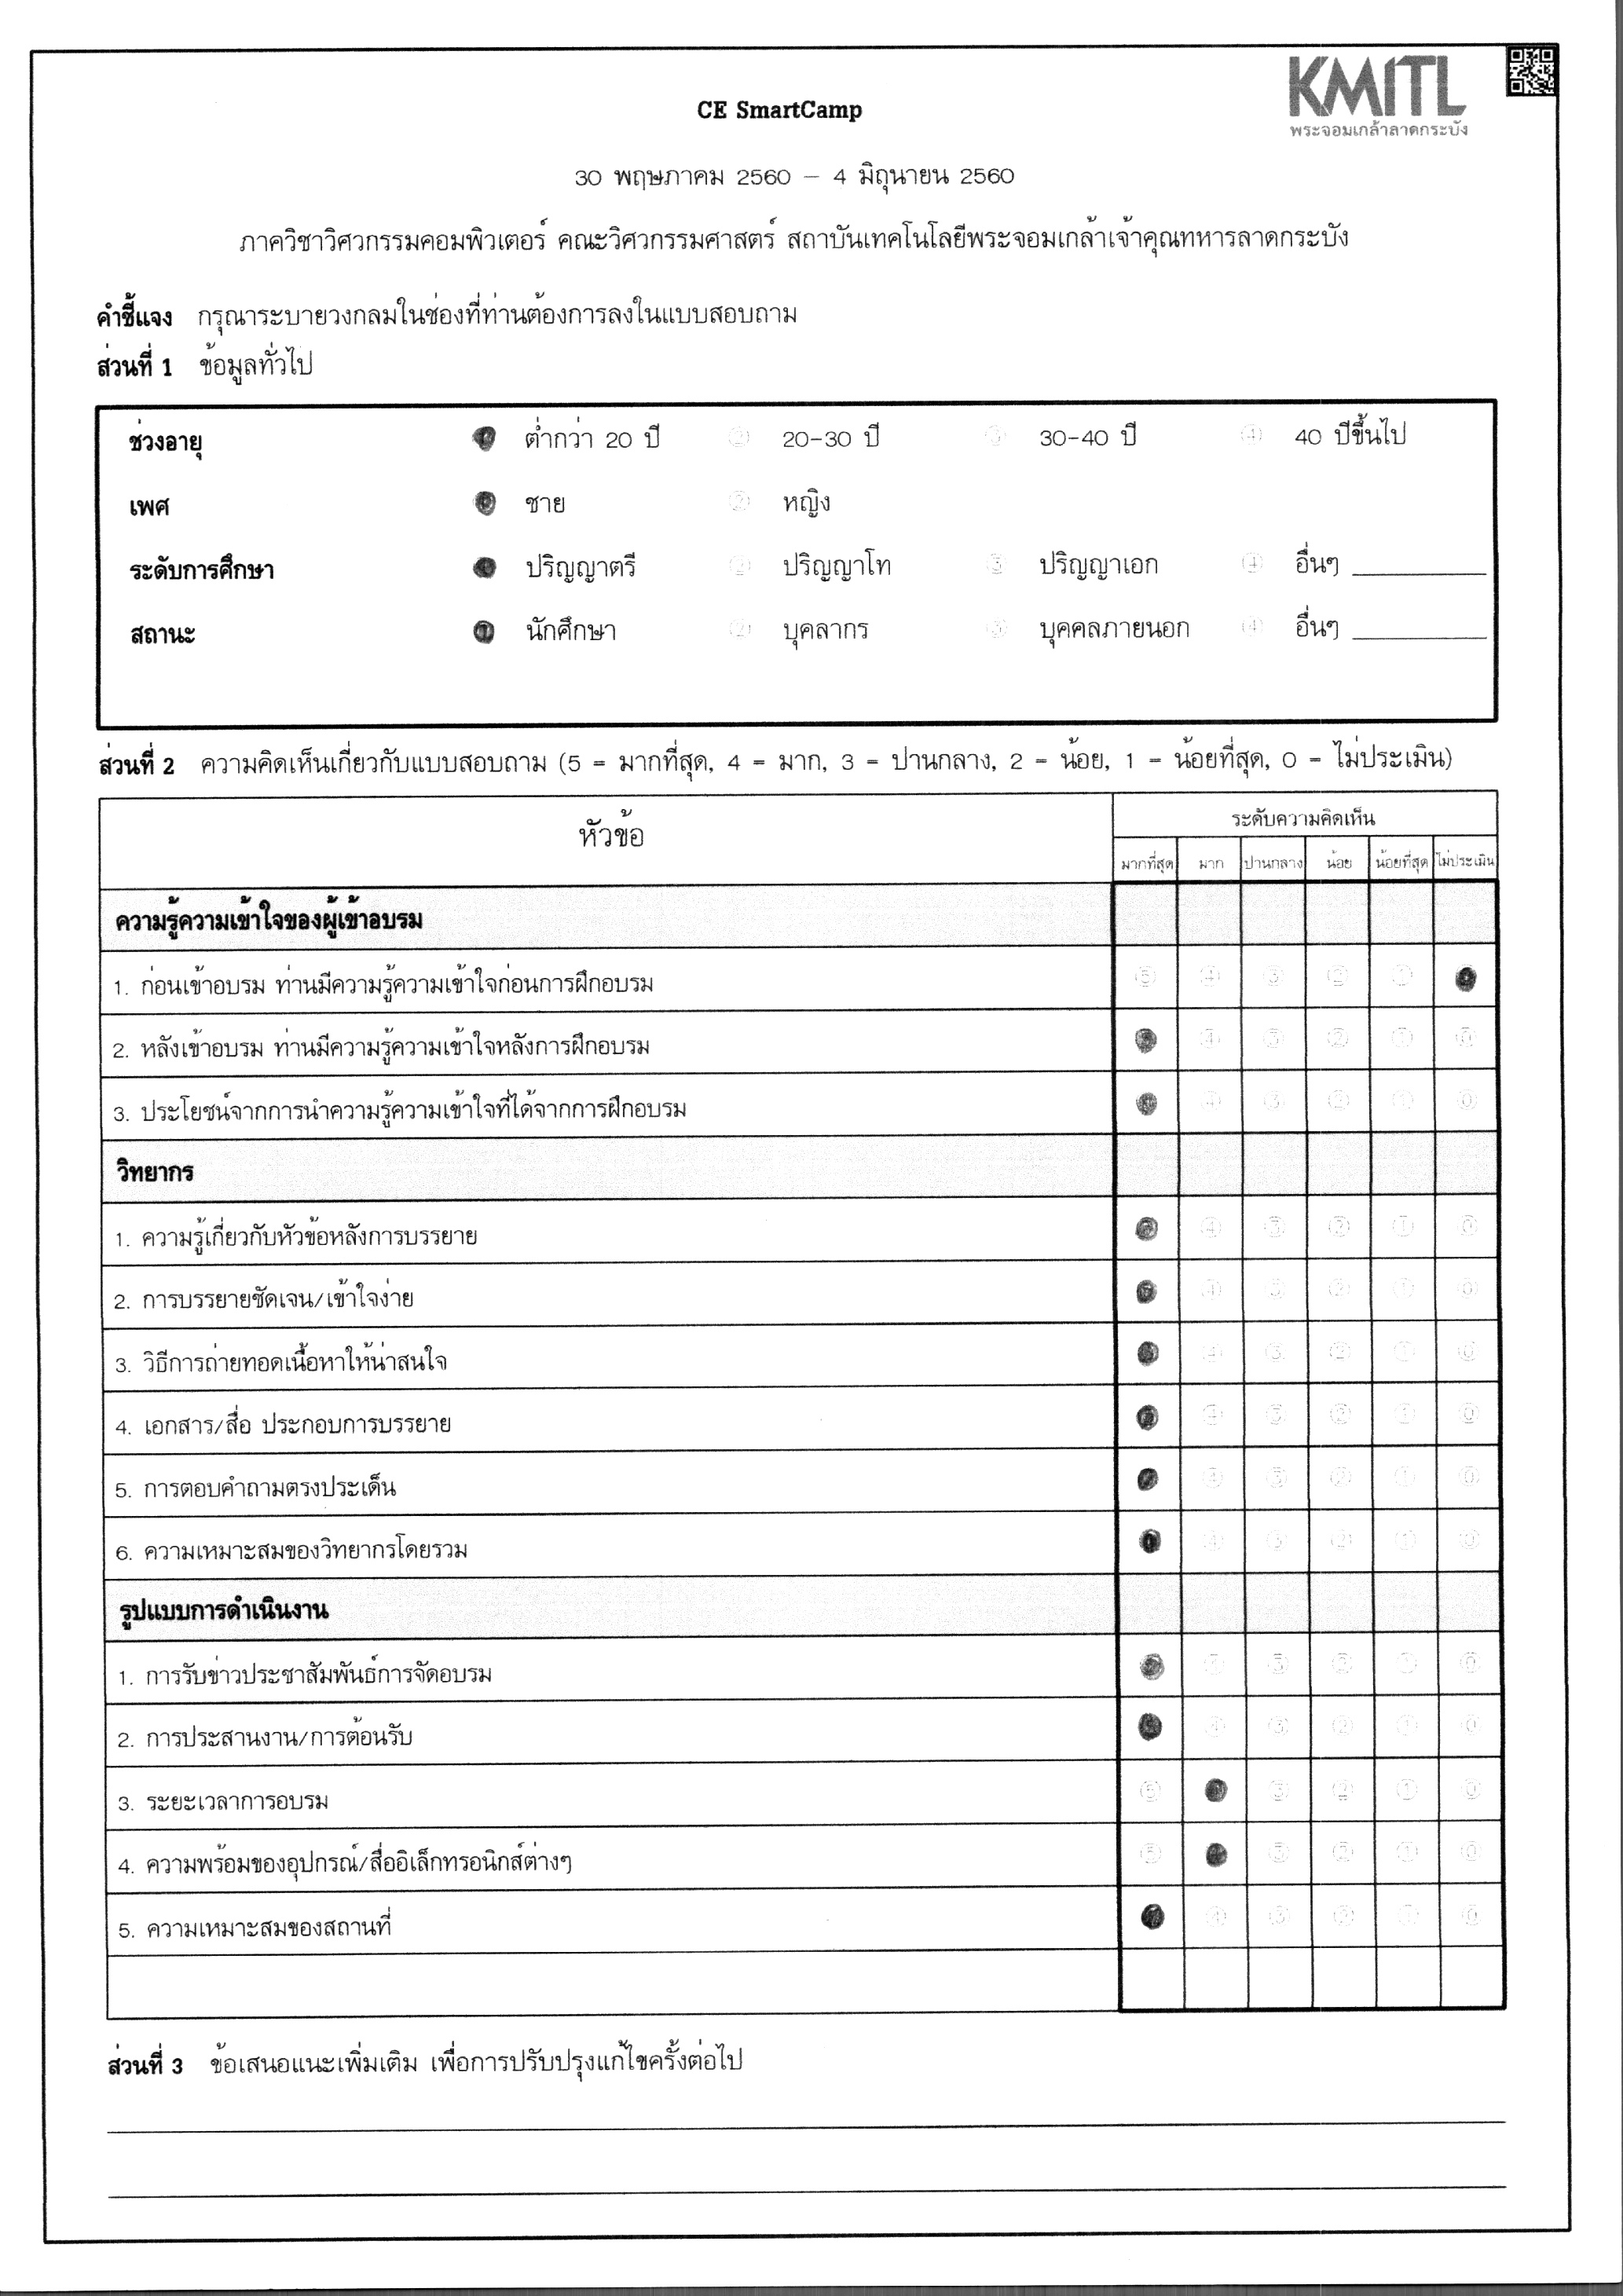 KMITL
พระจอมเกล้าลาดกระบัง
CE SmartCamp
30 พฤษภาคม 2560 – 4 มิถุนายน 2560
ภาควิชาวิศวกรรมคอมพิวเตอร์ คณะวิศวกรรมศาสตร์ สถาบันเทคโนโลยีพระจอมเกล้าเจ้าคุณทหารลาดกระบัง
คำชี้แจง กรุณาระบายวงกลมในช่องที่ท่านต้องการลงในแบบสอบถาม
ส่วนที่ 1 ข้อมูลทั่วไป
ช่วงอายุ ต่ำกว่า 20 ปี ② 20-30 ปี ③ 30-40 ปี ④ 40 ปีขึ้นไป
เพศ ชาย ② หญิง
ระดับการศึกษา ปริญญาตรี ② ปริญญาโท ③ ปริญญาเอก ④ อื่นๆ
สถานะ นักศึกษา ② บุคลากร ③ บุคคลภายนอก ④ อื่นๆ
ส่วนที่ 2 ความคิดเห็นเกี่ยวกับแบบสอบถาม (5 = มากที่สุด, 4 = มาก, 3 = ปานกลาง, 2 = น้อย, 1 = น้อยที่สุด, 0 = ไม่ประเมิน)
หัวข้อ ระดับความคิดเห็น
มากที่สุด มาก ปานกลาง น้อย น้อยที่สุด ไม่ประเมิน
ความรู้ความเข้าใจของผู้เข้าอบรม
1. ก่อนเข้าอบรม ท่านมีความรู้ความเข้าใจก่อนการฝึกอบรม ⑤ ④ ③ ② ①
2. หลังเข้าอบรม ท่านมีความรู้ความเข้าใจหลังการฝึกอบรม ④ ③ ② ① ⓪
3. ประโยชน์จากการนำความรู้ความเข้าใจที่ได้จากการฝึกอบรม ④ ③ ② ① ⓪
วิทยากร
1. ความรู้เกี่ยวกับหัวข้อหลังการบรรยาย ④ ③ ② ① ⓪
2. การบรรยายชัดเจน/เข้าใจง่าย ④ ③ ② ① ⓪
3. วิธีการถ่ายทอดเนื้อหาให้น่าสนใจ ④ ③ ② ① ⓪
4. เอกสาร/สื่อ ประกอบการบรรยาย ④ ③ ② ① ⓪
5. การตอบคำถามตรงประเด็น ④ ③ ② ① ⓪
6. ความเหมาะสมของวิทยากรโดยรวม ④ ③ ② ① ⓪
รูปแบบการดำเนินงาน
1. การรับข่าวประชาสัมพันธ์การจัดอบรม ④ ③ ② ① ⓪
2. การประสานงาน/การต้อนรับ ④ ③ ② ① ⓪
3. ระยะเวลาการอบรม ⑤ ③ ② ① ⓪
4. ความพร้อมของอุปกรณ์/สื่ออิเล็กทรอนิกส์ต่างๆ ⑤ ③ ② ① ⓪
5. ความเหมาะสมของสถานที่ ④ ③ ② ① ⓪
ส่วนที่ 3 ข้อเสนอแนะเพิ่มเติม เพื่อการปรับปรุงแก้ไขครั้งต่อไป